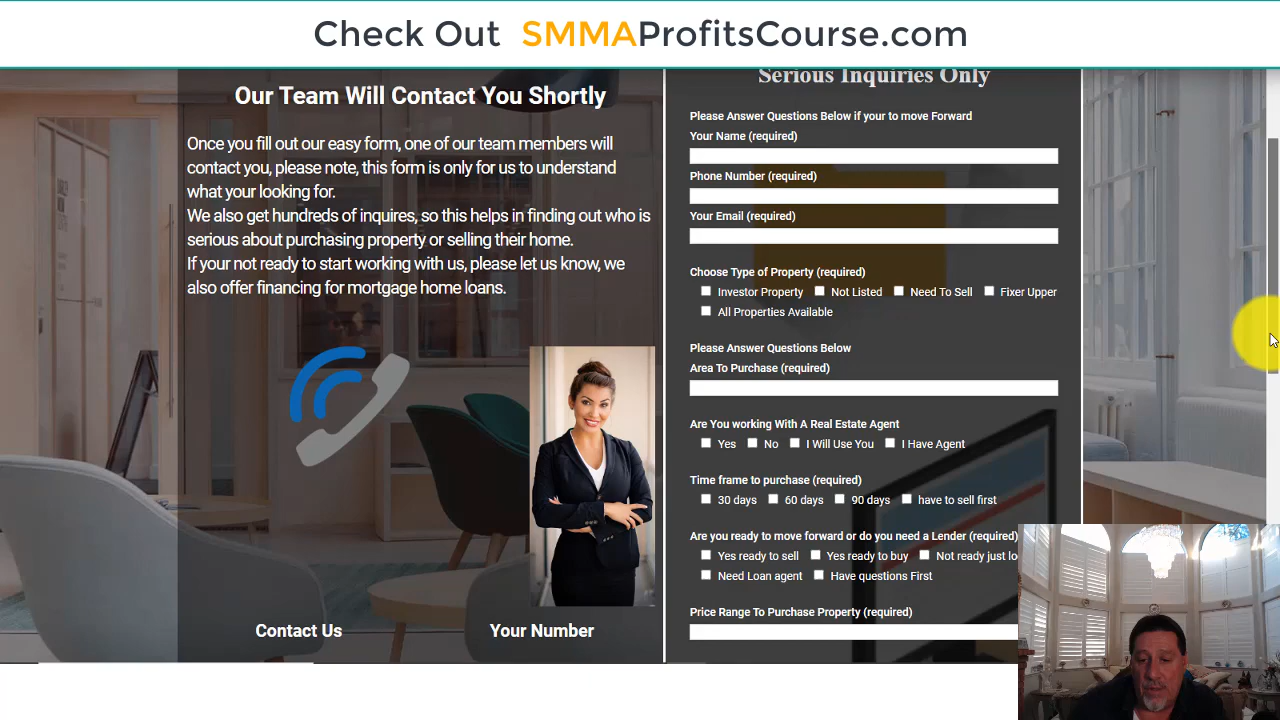 Check Out SMMAProfitsCourse.com
Our Team Will Contact You Shortly
Once you fill out our easy form, one of our team members will
contact you, please note, this form is only for us to understand
what your looking for.
We also get hundreds of inquires, so this helps in finding out who is
serious about purchasing property or selling their home.
If your not ready to start working with us, please let us know, we
also offer financing for mortgage home loans.
Contact Us
Your Number
Serious Inquiries Only
Please Answer Questions Below if your to move Forward
Your Name (required)
Phone Number (required)
Your Email (required)
Choose Type of Property (required)
Investor Property Not Listed Need To Sell Fixer Upper
All Properties Available
Please Answer Questions Below
Area To Purchase (required)
Are You working With A Real Estate Agent
Yes No I Will Use You I Have Agent
Time frame to purchase (required)
30 days 60 days 90 days have to sell first
Are you ready to move forward or do you need a Lender (required)
Yes ready to sell Yes ready to buy Not ready just
Need Loan agent Have questions First
Price Range To Purchase Property (required)